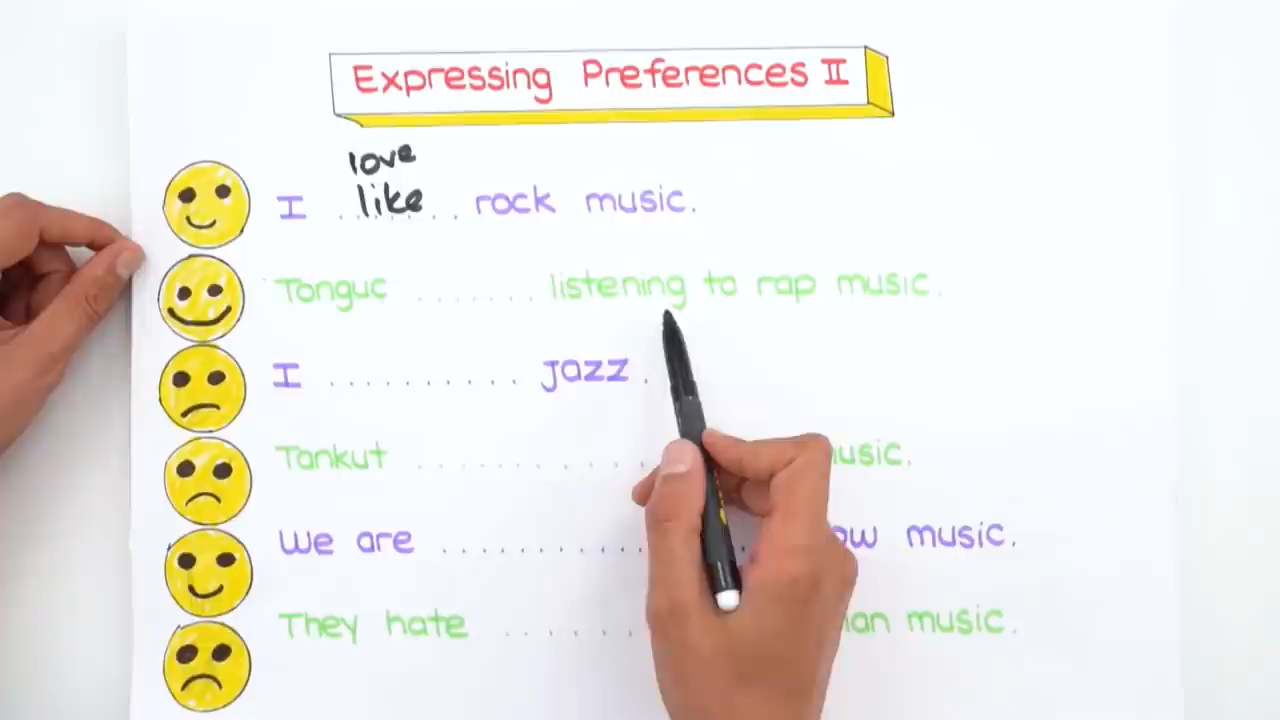 Expressing Preferences II
love
I ..like.. rock music.
Tonguç ....... listening to rap music.
I .......... jazz.
Tankut .......... music.
We are .......... music.
They hate ...... music.